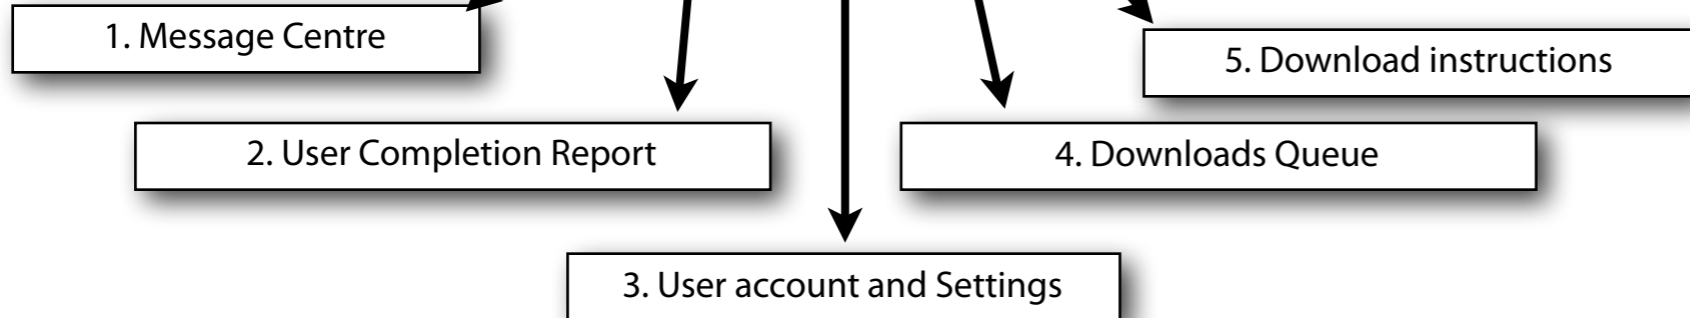 1. Message Centre
5. Download instructions
2. User Completion Report
4. Downloads Queue
3. User account and Settings